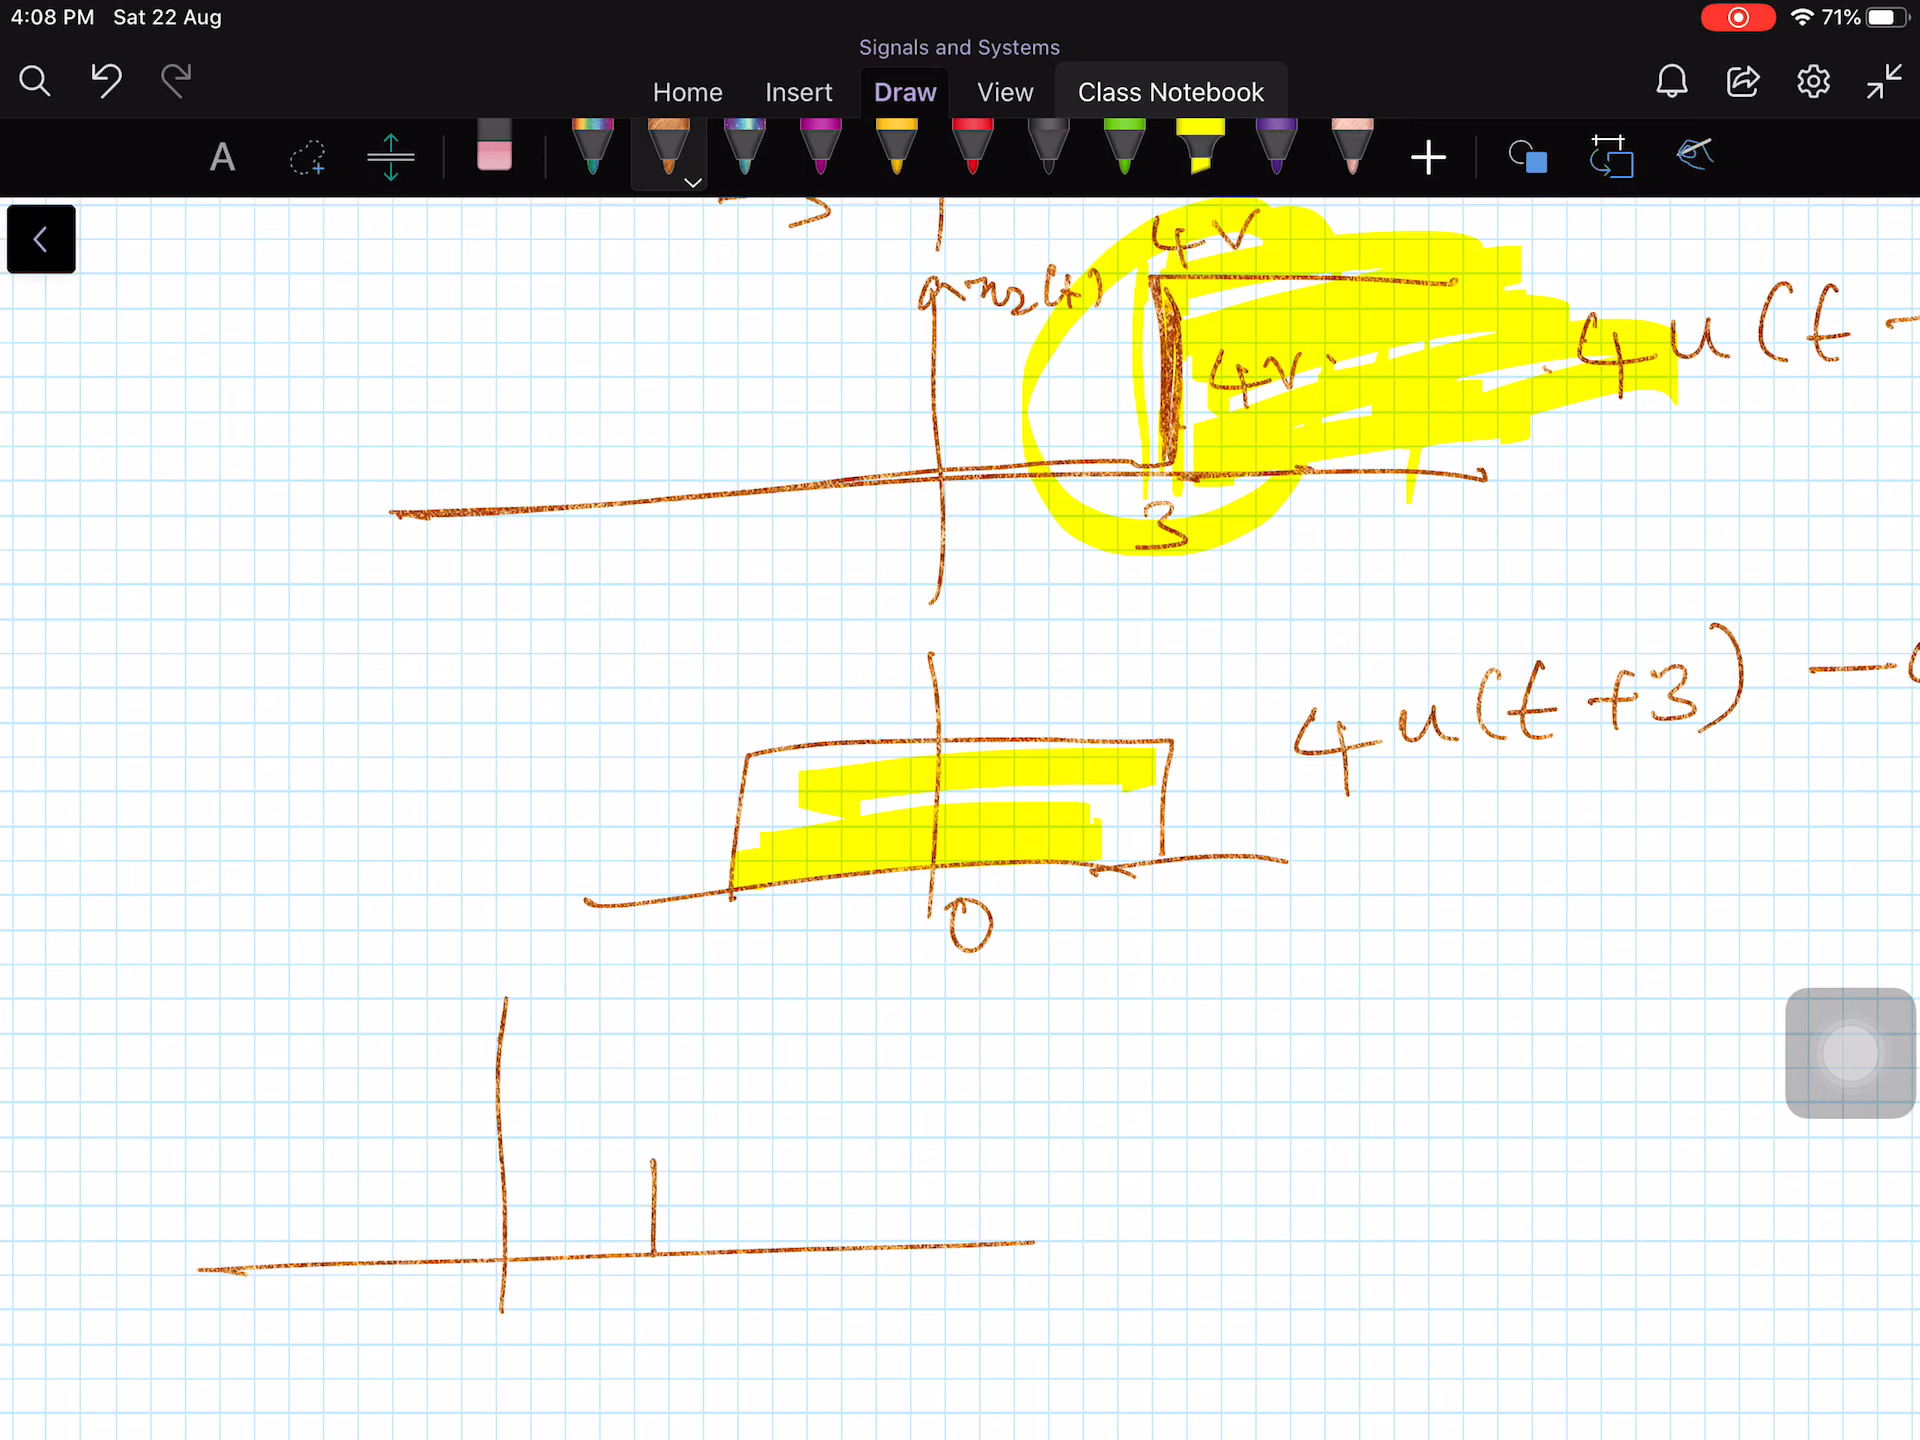 4:08 PM Sat 22 Aug
71%
Signals and Systems
Home Insert Draw View Class Notebook
A
4V
4V
4u(t-
3
4u(t+3) -
0